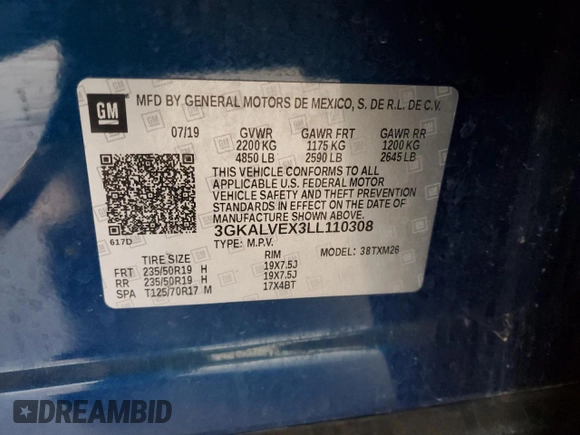 GM
MFD BY GENERAL MOTORS DE MEXICO, S. DE R.L. DE C.V.
07/19 GVWR GAWR FRT GAWR RR
2200 KG 1175 KG 1200 KG
4850 LB 2590 LB 2645 LB
THIS VEHICLE CONFORMS TO ALL
APPLICABLE U.S. FEDERAL MOTOR
VEHICLE SAFETY AND THEFT PREVENTION
STANDARDS IN EFFECT ON THE DATE OF
MANUFACTURE SHOWN ABOVE.
3GKALVEX3LL110308
617D
TYPE: M.P.V. MODEL: 38TXM26
TIRE SIZE RIM
FRT 235/50R19 H 19X7.5J
RR 235/50R19 H 19X7.5J
SPA T125/70R17 M 17X4BT
DREAMBID